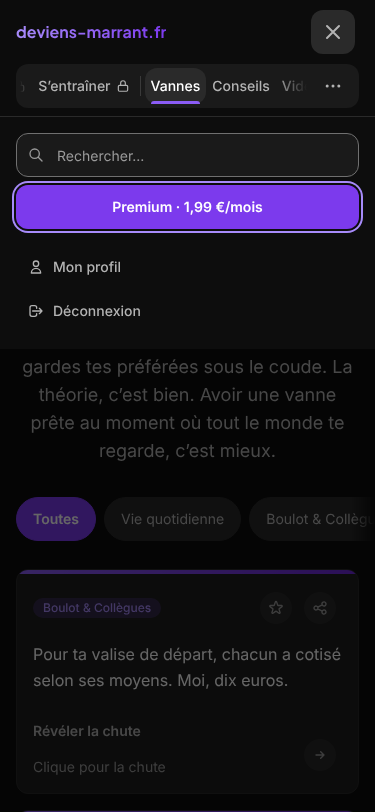 deviens-marrant.fr
S'entraîner Vannes Conseils Vid
Rechercher...
Premium · 1,99 €/mois
Mon profil
Déconnexion
gardes tes préférées sous le coude. La
théorie, c'est bien. Avoir une vanne
prête au moment où tout le monde te
regarde, c'est mieux.
Toutes Vie quotidienne Boulot & Collègu
Boulot & Collègues
Pour ta valise de départ, chacun a cotisé
selon ses moyens. Moi, dix euros.
Révéler la chute
Clique pour la chute